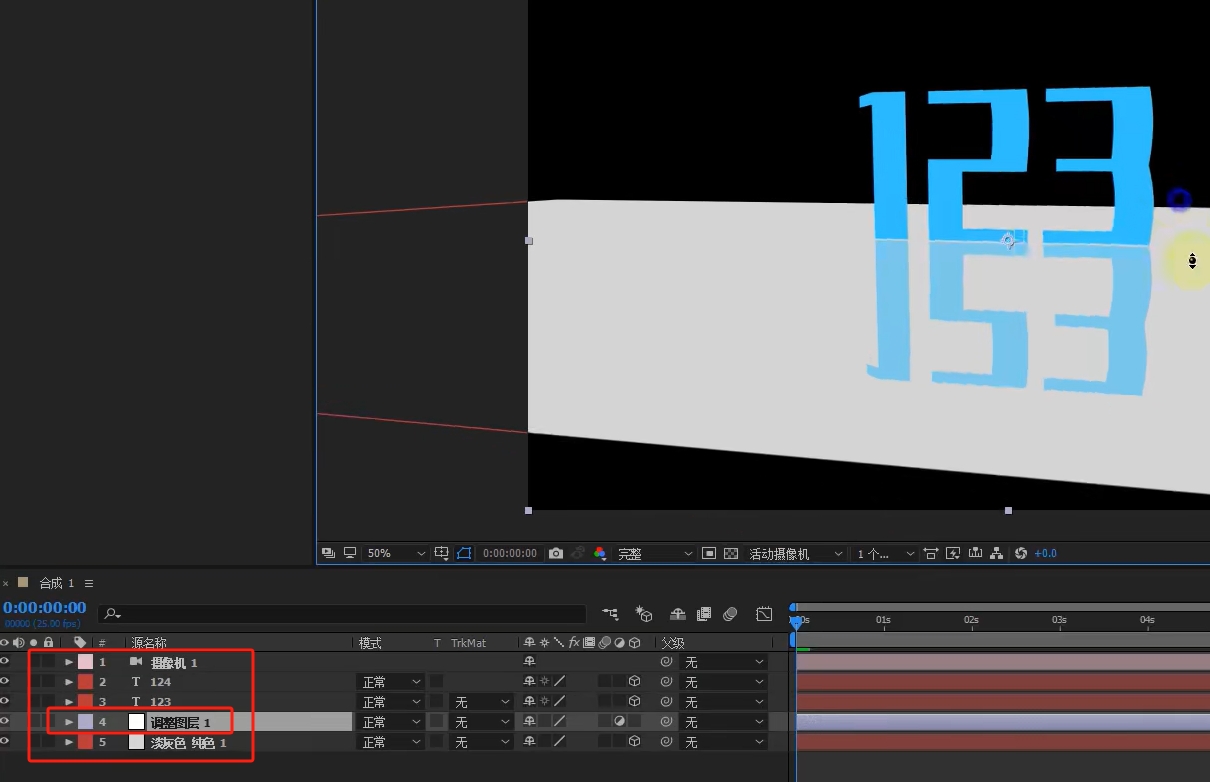 123
50%
0:00:00:00
完整
活动摄像机
1 个...
+0.0
× 合成 1
0:00:00:00
00000 (25.00 fps)
# 源名称 模式 T TrkMat fx 父级
00s 01s 02s 03s 04s
1 摄像机 1 无
2 T 124 正常 无
3 T 123 正常 无 无
4 调整图层 1 正常 无 无
5 淡灰色 纯色 1 正常 无 无